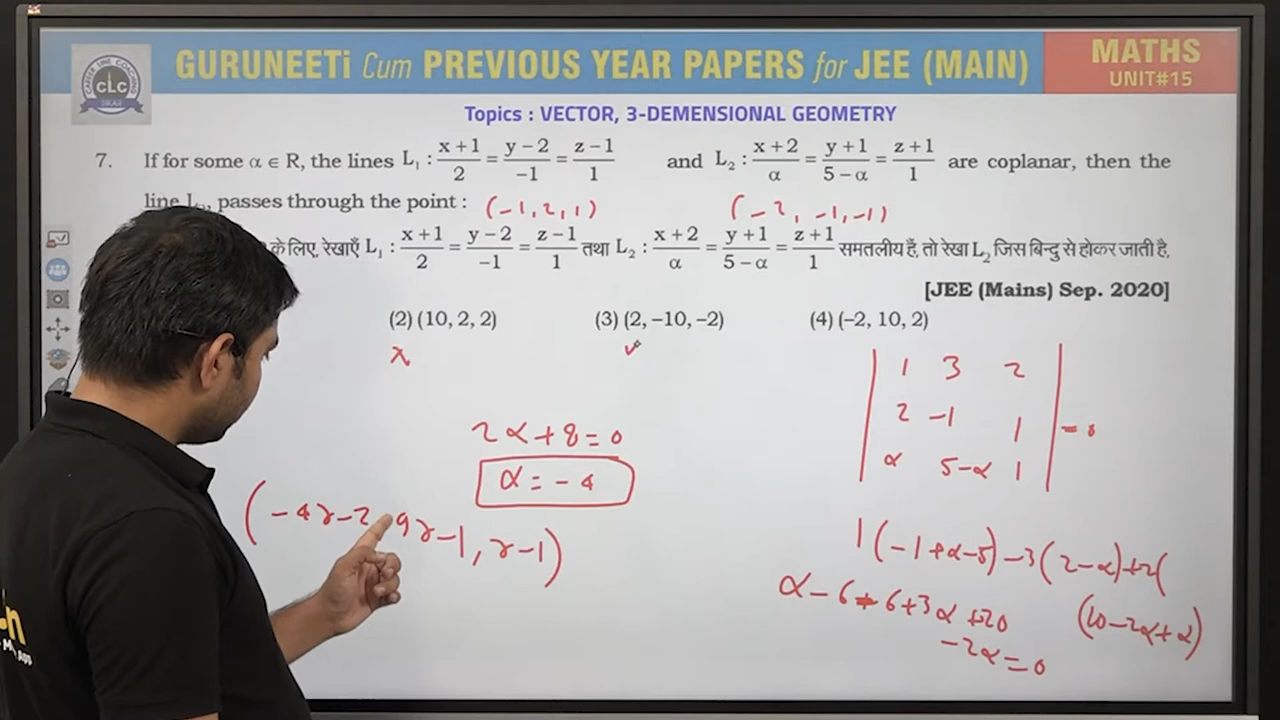 GURUNEETi Cum PREVIOUS YEAR PAPERS for JEE (MAIN)
MATHS
UNIT#15
CLC
SIKAR
Topics : VECTOR, 3-DEMENSIONAL GEOMETRY
7. If for some α ∈ R, the lines L₁ : (x + 1)/2 = (y − 2)/−1 = (z − 1)/1 and L₂ : (x + 2)/α = (y + 1)/(5 − α) = (z + 1)/1 are coplanar, then the
line passes through the point :
(-1, 2, 1) (-2, -1, -1)
के लिए, रेखाएँ L₁ : (x + 1)/2 = (y − 2)/−1 = (z − 1)/1 तथा L₂ : (x + 2)/α = (y + 1)/(5 − α) = (z + 1)/1 समतलीय हैं, तो रेखा L₂ जिस बिन्दु से होकर जाती है,
[JEE (Mains) Sep. 2020]
(2) (10, 2, 2) (3) (2, −10, −2) (4) (−2, 10, 2)
| 1 3 2 |
| 2 -1 1 | = 0
| α 5-α 1 |
2α + 8 = 0
α = -4
(-4r-2, 9r-1, r-1)
1(-1+α-5) -3(2-α) +2(
(10-2α+α)
α - 6 - 6 + 3α + 20
-2α = 0